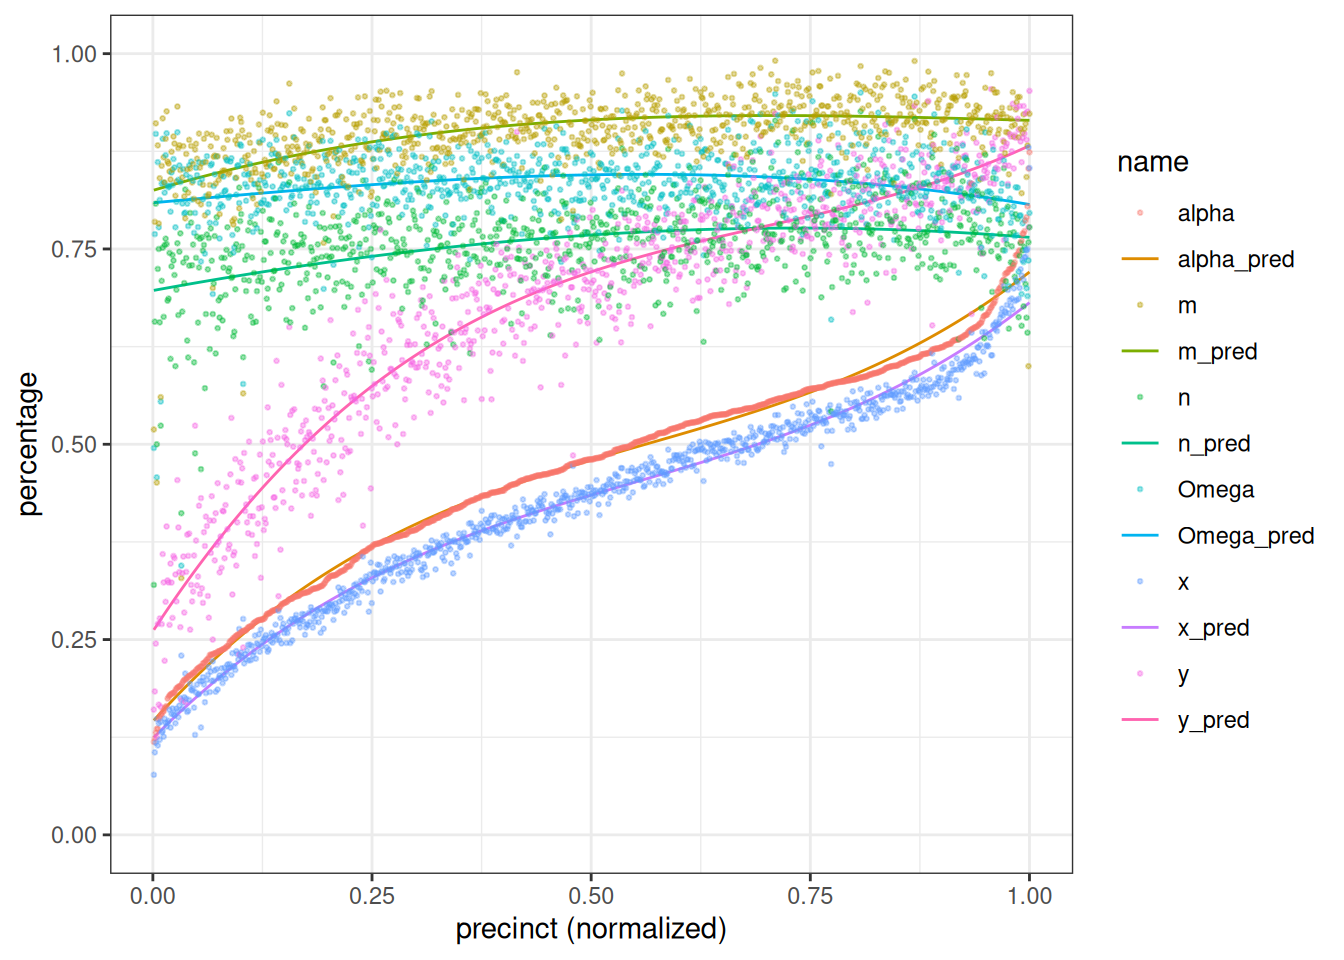 1.00
0.75
0.50
0.25
0.00
percentage
0.00 0.25 0.50 0.75 1.00
precinct (normalized)
name
alpha
alpha_pred
m
m_pred
n
n_pred
Omega
Omega_pred
x
x_pred
y
y_pred